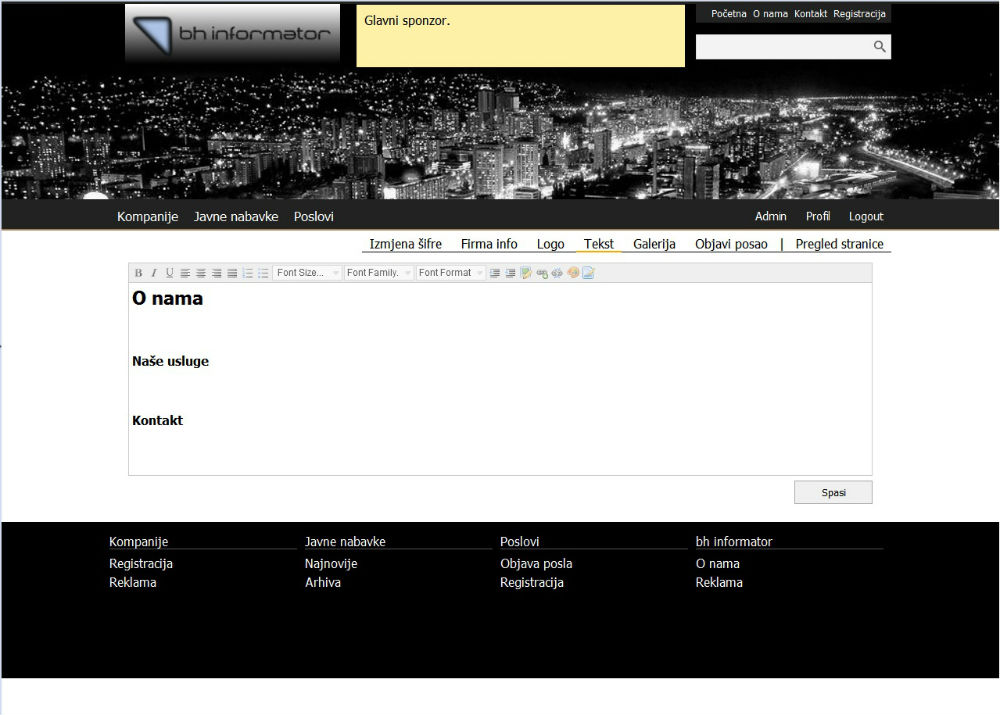 bh informator
Glavni sponzor.
Početna O nama Kontakt Registracija
Kompanije Javne nabavke Poslovi
Admin Profil Logout
Izmjena šifre Firma info Logo Tekst Galerija Objavi posao | Pregled stranice
B I U Font Size... Font Family. Font Format
O nama
Naše usluge
Kontakt
Spasi
Kompanije Javne nabavke Poslovi bh informator
Registracija Najnovije Objava posla O nama
Reklama Arhiva Registracija Reklama